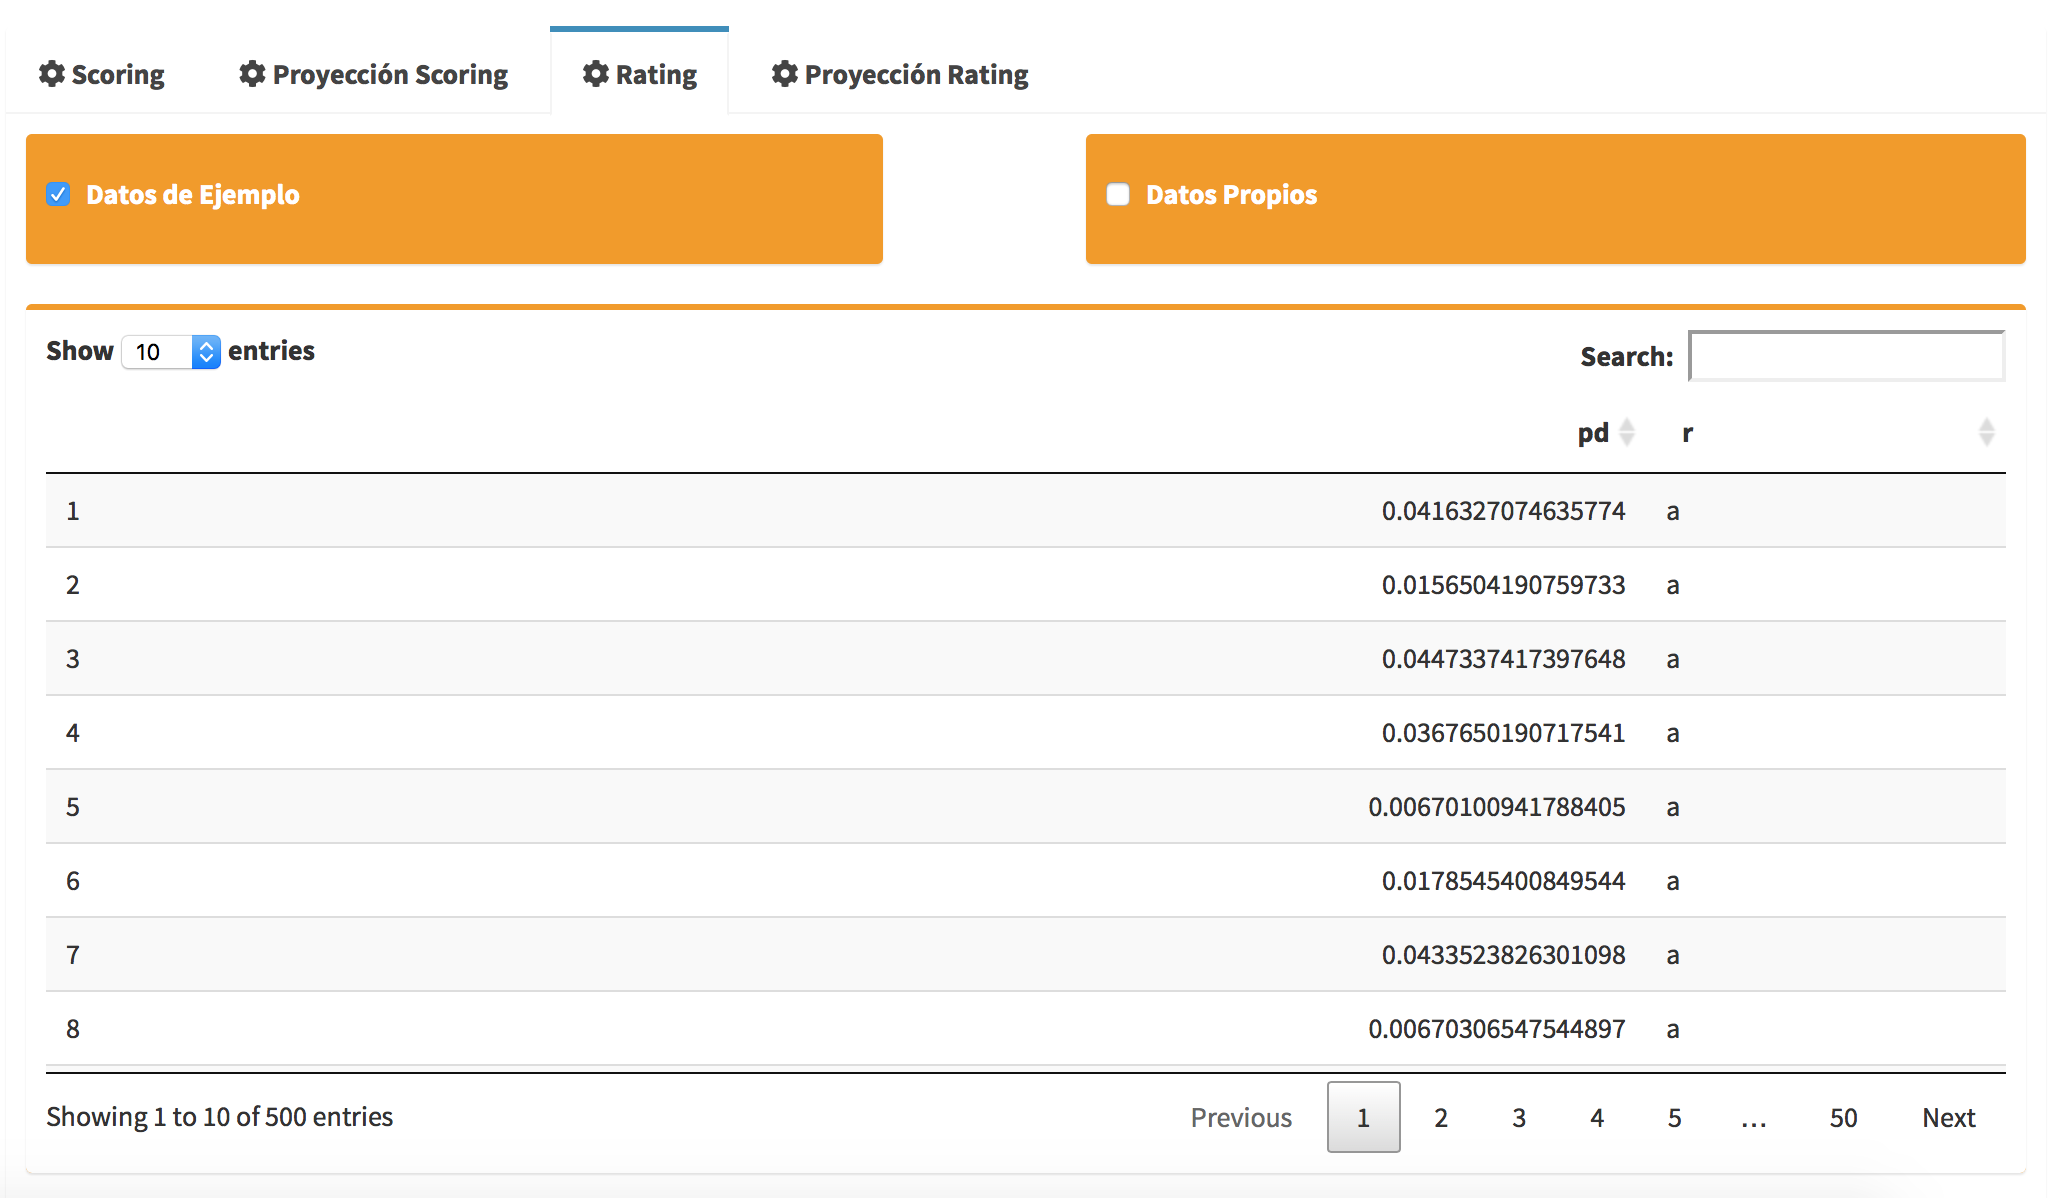 Scoring Proyección Scoring Rating Proyección Rating
Datos de Ejemplo Datos Propios
Show 10 entries Search:
pd r
1 0.0416327074635774 a
2 0.0156504190759733 a
3 0.0447337417397648 a
4 0.0367650190717541 a
5 0.00670100941788405 a
6 0.0178545400849544 a
7 0.0433523826301098 a
8 0.00670306547544897 a
Showing 1 to 10 of 500 entries Previous 1 2 3 4 5 … 50 Next